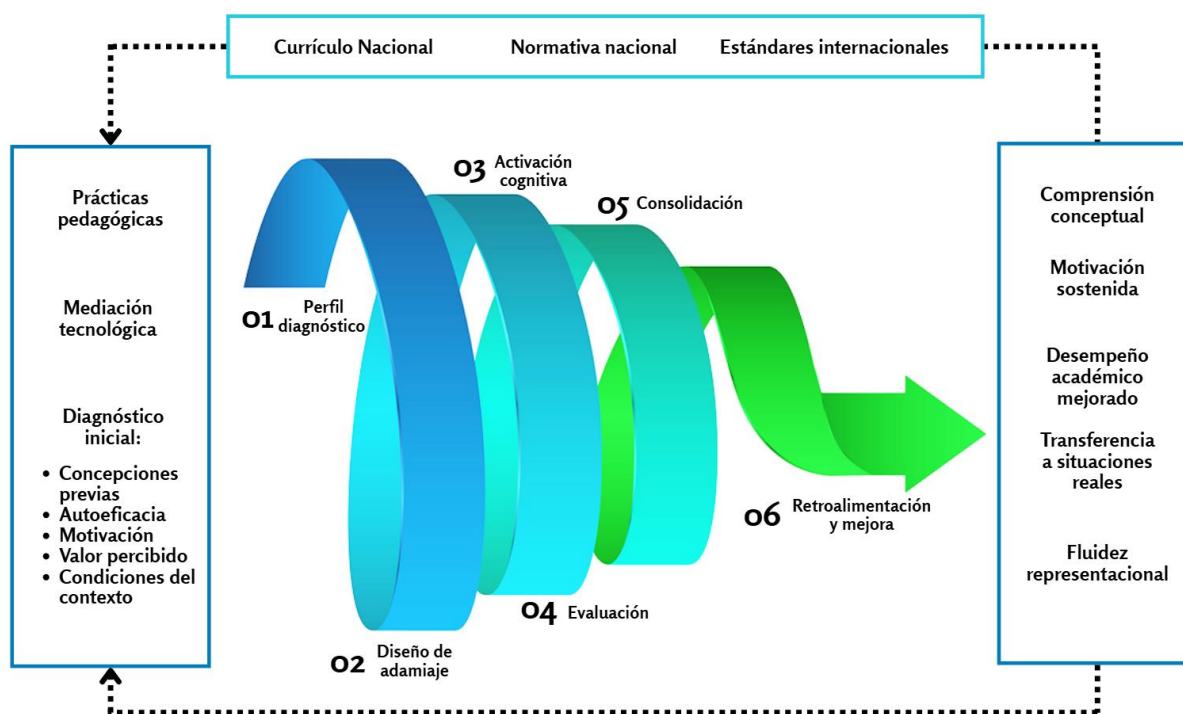 Currículo Nacional
Normativa nacional
Estándares internacionales
Prácticas
pedagógicas
Mediación
tecnológica
Diagnóstico
inicial:
• Concepciones
previas
• Autoeficacia
• Motivación
• Valor percibido
• Condiciones del
contexto
01 Perfil
diagnóstico
02 Diseño de
adamiaje
03 Activación
cognitiva
04 Evaluación
05 Consolidación
06 Retroalimentación
y mejora
Comprensión
conceptual
Motivación
sostenida
Desempeño
académico
mejorado
Transferencia
a situaciones
reales
Fluidez
representacional